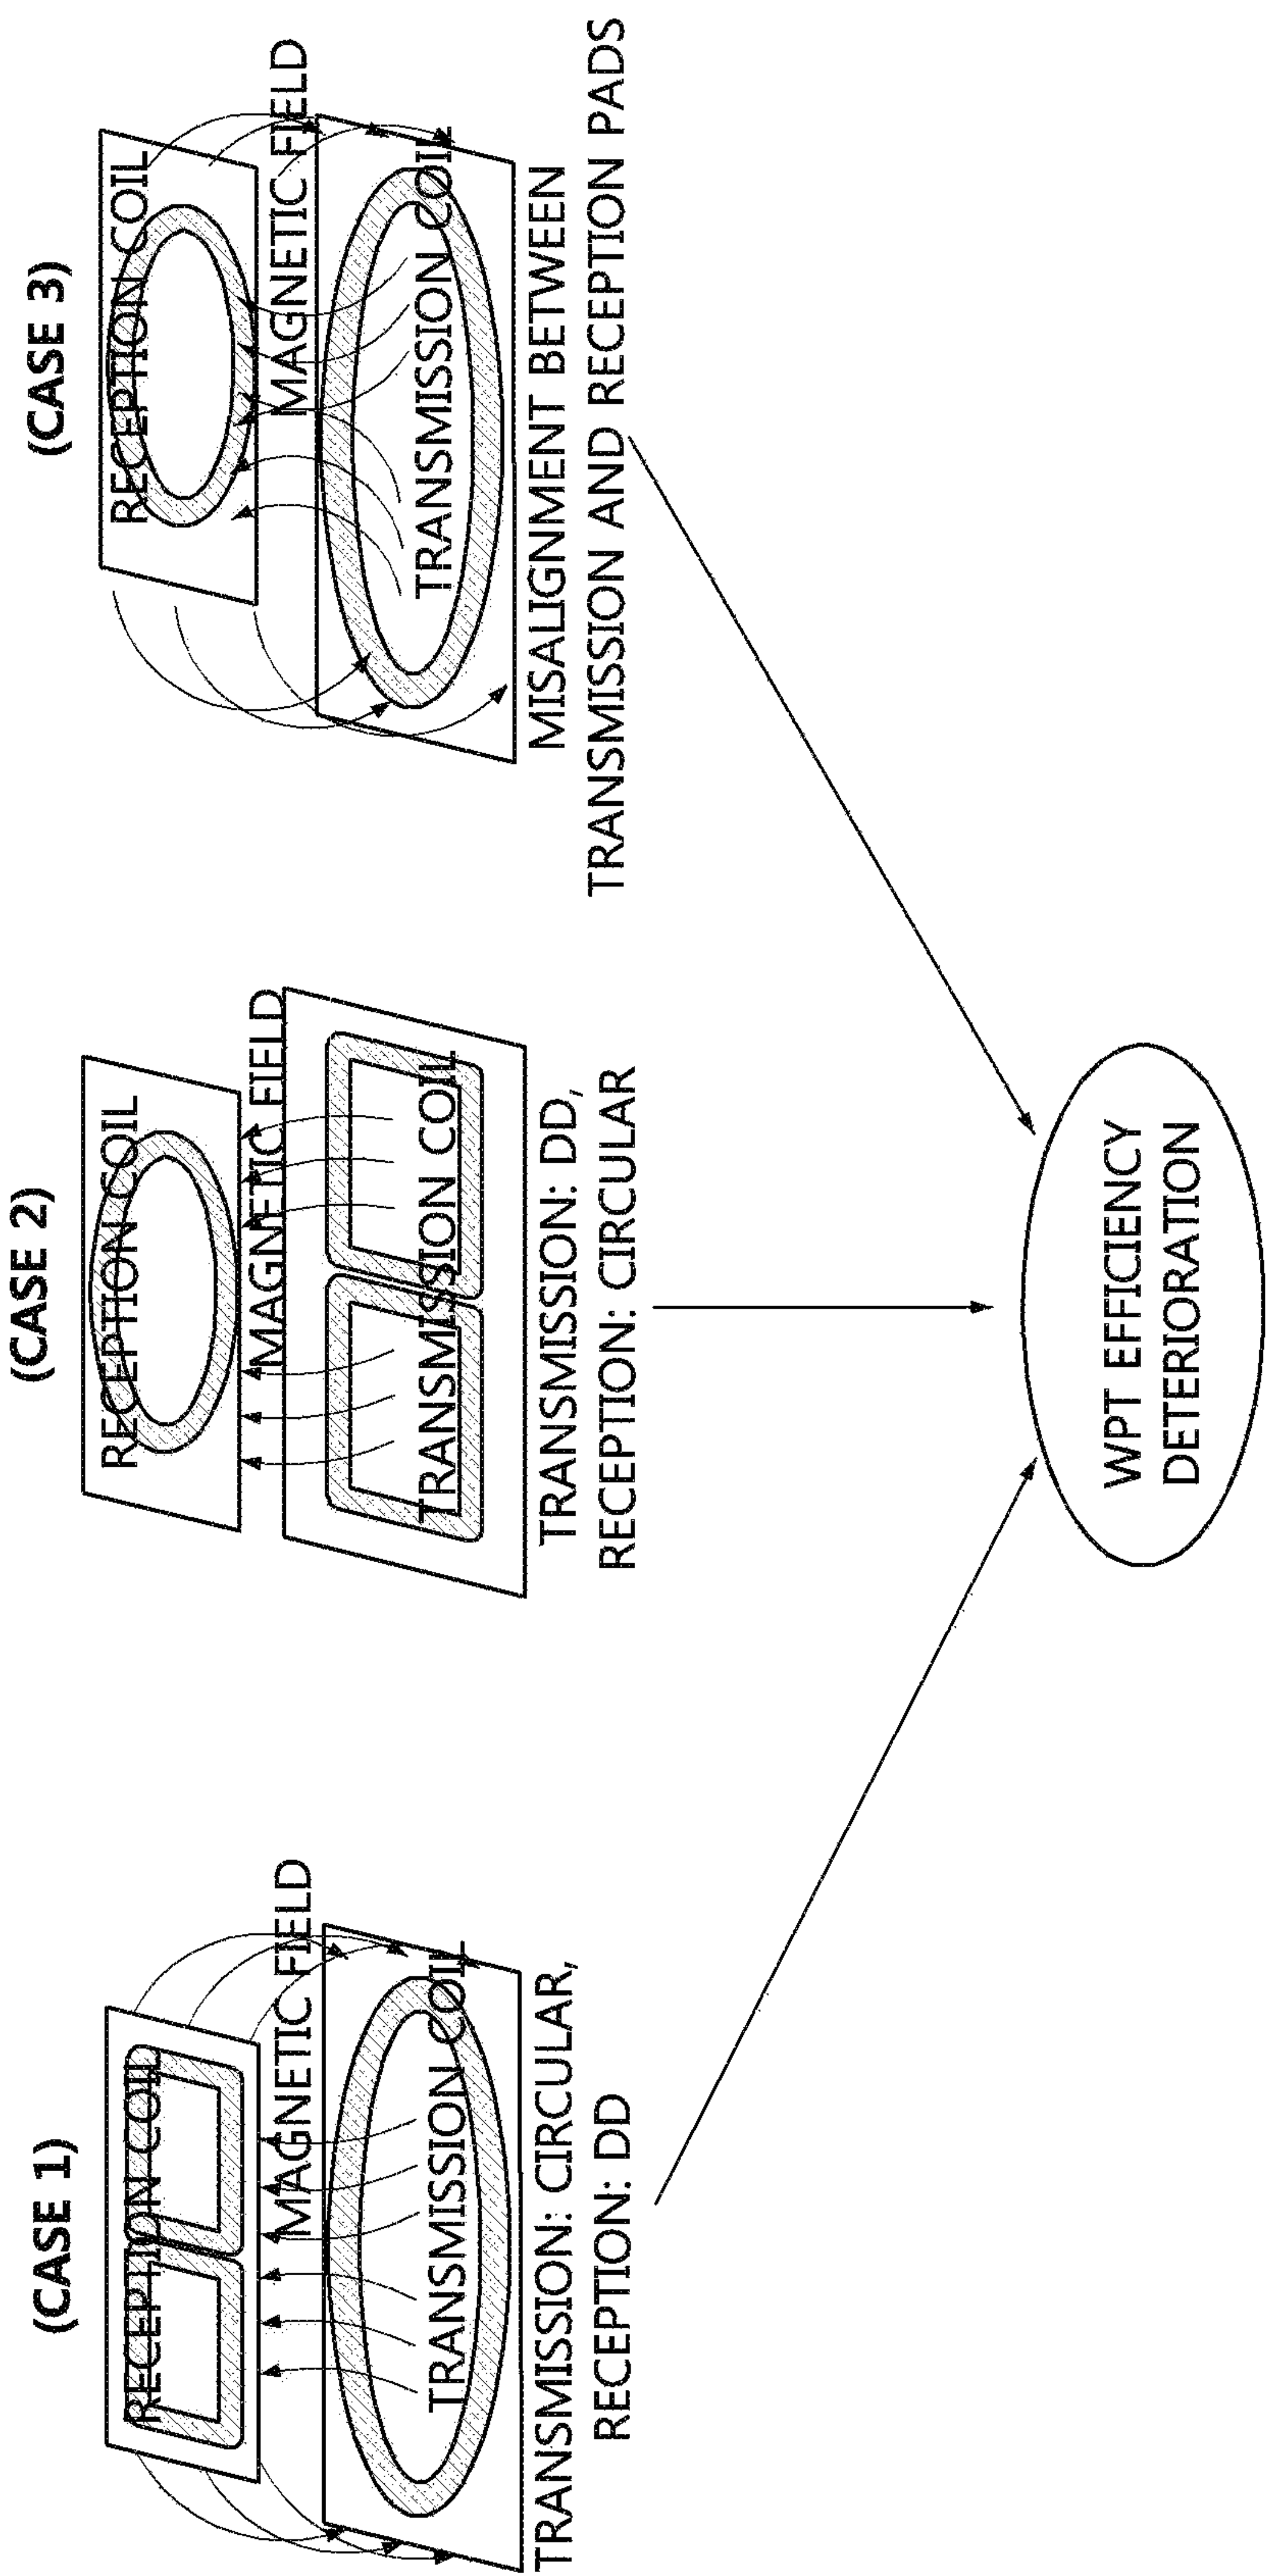 (CASE 1)
RECEPTION COIL
MAGNETIC FIELD
TRANSMISSION COIL
TRANSMISSION: CIRCULAR,
RECEPTION: DD
(CASE 2)
RECEPTION COIL
MAGNETIC FIELD
TRANSMISSION COIL
TRANSMISSION: DD,
RECEPTION: CIRCULAR
(CASE 3)
RECEPTION COIL
MAGNETIC FIELD
TRANSMISSION COIL
MISALIGNMENT BETWEEN
TRANSMISSION AND RECEPTION PADS
WPT EFFICIENCY
DETERIORATION